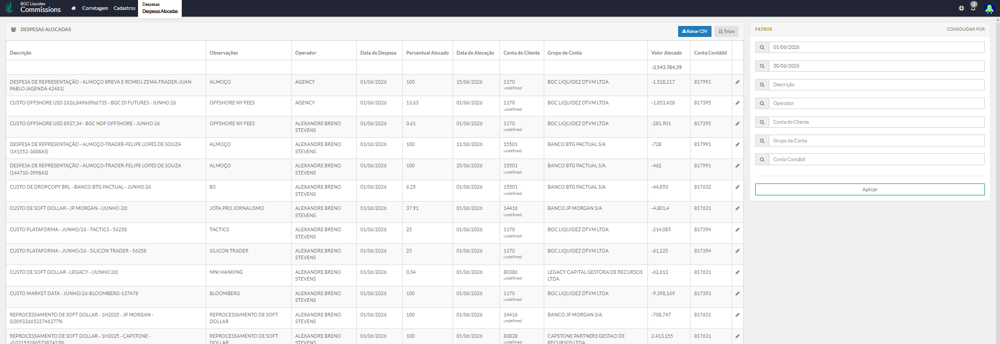 BGC Liquidez
Commissions
Corretagem
Cadastros
Despesas
Despesas Alocadas
3
DESPESAS ALOCADAS
Baixar CSV
Totais
Descrição Observações Operador Data de Despesa Percentual Alocado Data de Alocação Conta do Cliente Grupo de Conta Valor Alocado Conta Contábil
-3.543.784,39
DESPESA DE REPRESENTAÇÃO - ALMOÇO BREVA E ROMEU ZEMA-TRADER-JUAN
PABLO (AGENDA 42481)
ALMOÇO
AGENCY
01/06/2026
100
15/06/2026
1170
undefined
BGC LIQUIDEZ DTVM LTDA
-1.528,217
817991
CUSTO OFFSHORE USD 2626,84966966735 - BGC DI FUTURES - JUNHO 26
OFFSHORE NY FEES
AGENCY
01/06/2026
13.63
01/06/2026
1170
undefined
BGC LIQUIDEZ DTVM LTDA
-1.853,428
817395
CUSTO OFFSHORE USD 8927,34 - BGC NDF OFFSHORE - JUNHO 26
OFFSHORE NY FEES
ALEXANDRE BRENO
STEVENS
01/06/2026
0.61
01/06/2026
1170
undefined
BGC LIQUIDEZ DTVM LTDA
-281,901
817395
DESPESA DE REPRESENTAÇÃO - ALMOÇO-TRADER-FELIPE LOPES DE SOUZA
(141552-3688AS)
ALMOÇO
ALEXANDRE BRENO
STEVENS
01/06/2026
100
11/06/2026
15501
undefined
BANCO BTG PACTUAL S/A
-728
817991
DESPESA DE REPRESENTAÇÃO - ALMOÇO-TRADER-FELIPE LOPES DE SOUZA
(144710-3998AS)
ALMOÇO
ALEXANDRE BRENO
STEVENS
01/06/2026
100
25/06/2026
15501
undefined
BANCO BTG PACTUAL S/A
-462
817991
CUSTO DE DROPCOPY BRL - BANCO BTG PACTUAL - JUNHO 26
B3
ALEXANDRE BRENO
STEVENS
01/06/2026
6.25
01/06/2026
15501
undefined
BANCO BTG PACTUAL S/A
-44,893
817632
CUSTO DE SOFT DOLLAR - JP MORGAN - (JUNHO 26)
JOTA PRO JORNALISMO
ALEXANDRE BRENO
STEVENS
01/06/2026
37.91
01/06/2026
14416
undefined
BANCO JP MORGAN S/A
-4.801,4
817631
CUSTO PLATAFORMA - JUNHO/26 - TACTICS - 56258
TACTICS
ALEXANDRE BRENO
STEVENS
01/06/2026
25
01/06/2026
1170
undefined
BGC LIQUIDEZ DTVM LTDA
-214,085
817394
CUSTO PLATAFORMA - JUNHO/26 - SILICON TRADER - 56258
SILICON TRADER
ALEXANDRE BRENO
STEVENS
01/06/2026
25
01/06/2026
1170
undefined
BGC LIQUIDEZ DTVM LTDA
-61,225
817394
CUSTO DE SOFT DOLLAR - LEGACY - (JUNHO 26)
MNI HANKING
ALEXANDRE BRENO
STEVENS
01/06/2026
0.34
01/06/2026
80386
undefined
LEGACY CAPITAL GESTORA DE RECURSOS
LTDA
-62,613
817631
CUSTO MARKET DATA - JUNHO/26-BLOOMBERG-137478
BLOOMBERG
ALEXANDRE BRENO
STEVENS
01/06/2026
100
01/06/2026
1170
undefined
BGC LIQUIDEZ DTVM LTDA
-9.398,169
817393
REPROCESSAMENTO DE SOFT DOLLAR - 1H2025 - JP MORGAN -
0,009326652274627​7%
REPROCESSAMENTO DE SOFT
DOLLAR
ALEXANDRE BRENO
STEVENS
01/06/2026
100
01/06/2026
14416
undefined
BANCO JP MORGAN S/A
-708,747
817631
REPROCESSAMENTO DE SOFT DOLLAR - 1H2025 - CAPSTONE -
-0,0215518657387413%
REPROCESSAMENTO DE SOFT
DOLLAR
ALEXANDRE BRENO
STEVENS
01/06/2026
100
01/06/2026
80828
undefined
CAPSTONE PARTNERS GESTAO DE
RECURSOS LTDA
2.413,155
817631
FILTROS
CONSOLIDAR POR
01/06/2026
30/06/2026
Descrição
Operador
Conta do Cliente
Grupo de Conta
Conta Contábil
Aplicar